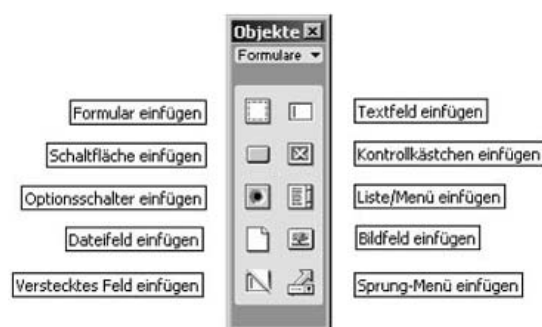 Objekte
Formulare
Formular einfügen
Textfeld einfügen
Schaltfläche einfügen
Kontrollkästchen einfügen
Optionsschalter einfügen
Liste/Menü einfügen
Dateifeld einfügen
Bildfeld einfügen
Verstecktes Feld einfügen
Sprung-Menü einfügen